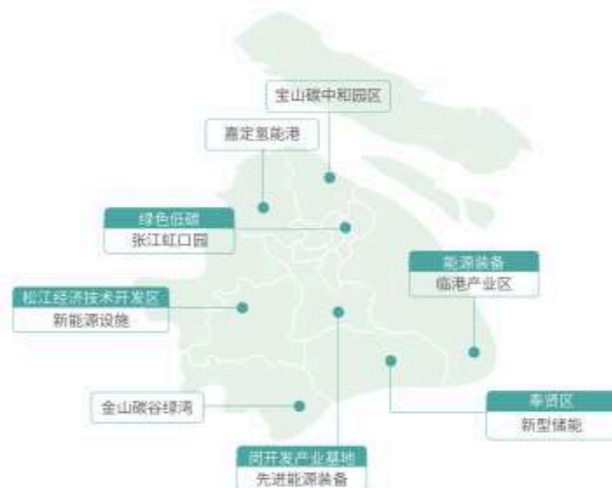 宝山碳中和园区
嘉定氢能港
绿色低碳
张江虹口园
能源装备
临港产业区
松江经济技术开发区
新能源设施
金山碳谷绿湾
奉贤区
新型储能
闵开发产业基地
先进能源装备